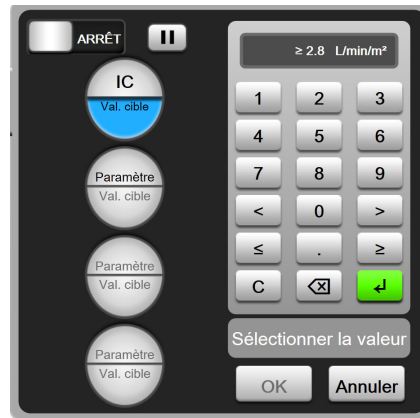 ARRÊT
IC
Val. cible
Paramètre
Val. cible
Paramètre
Val. cible
Paramètre
Val. cible
≥ 2.8 L/min/m²
1 2 3
4 5 6
7 8 9
< 0 >
≤ . ≥
C
Sélectionner la valeur
OK Annuler